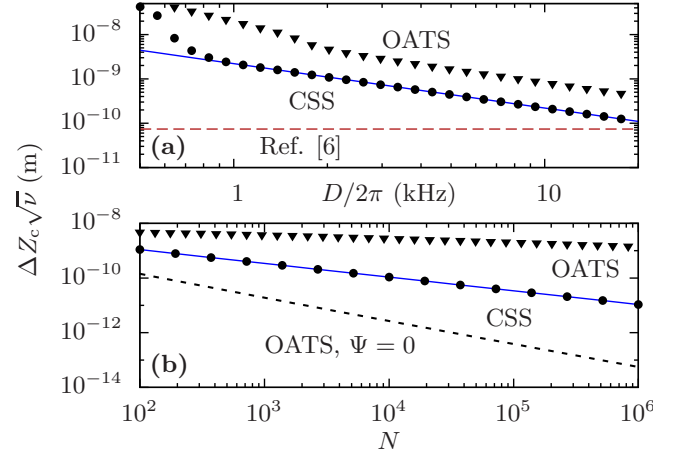 10⁻⁸
OATS
10⁻⁹
CSS
10⁻¹⁰
Ref. [6]
(a)
10⁻¹¹
1 D/2π (kHz) 10
ΔZ_c√ν (m)
10⁻⁸
OATS
10⁻¹⁰
CSS
10⁻¹²
OATS, Ψ = 0
(b)
10⁻¹⁴
10² 10³ 10⁴ 10⁵ 10⁶
N